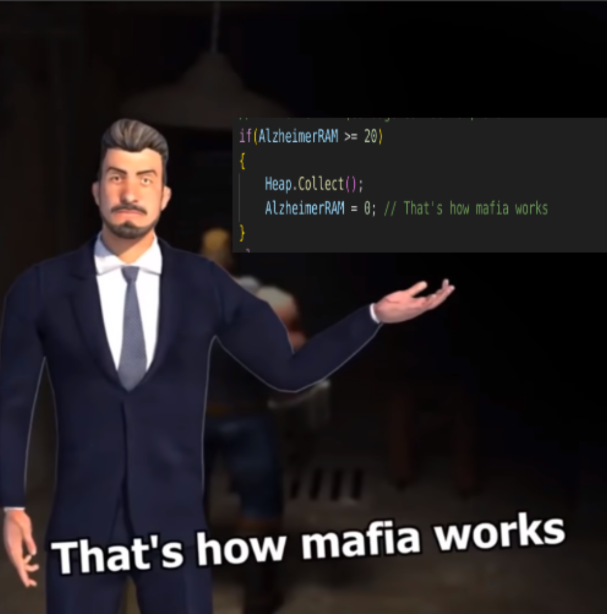 if(AlzheimerRAM >= 20)
{
Heap.Collect();
AlzheimerRAM = 0; // That's how mafia works
}
That's how mafia works